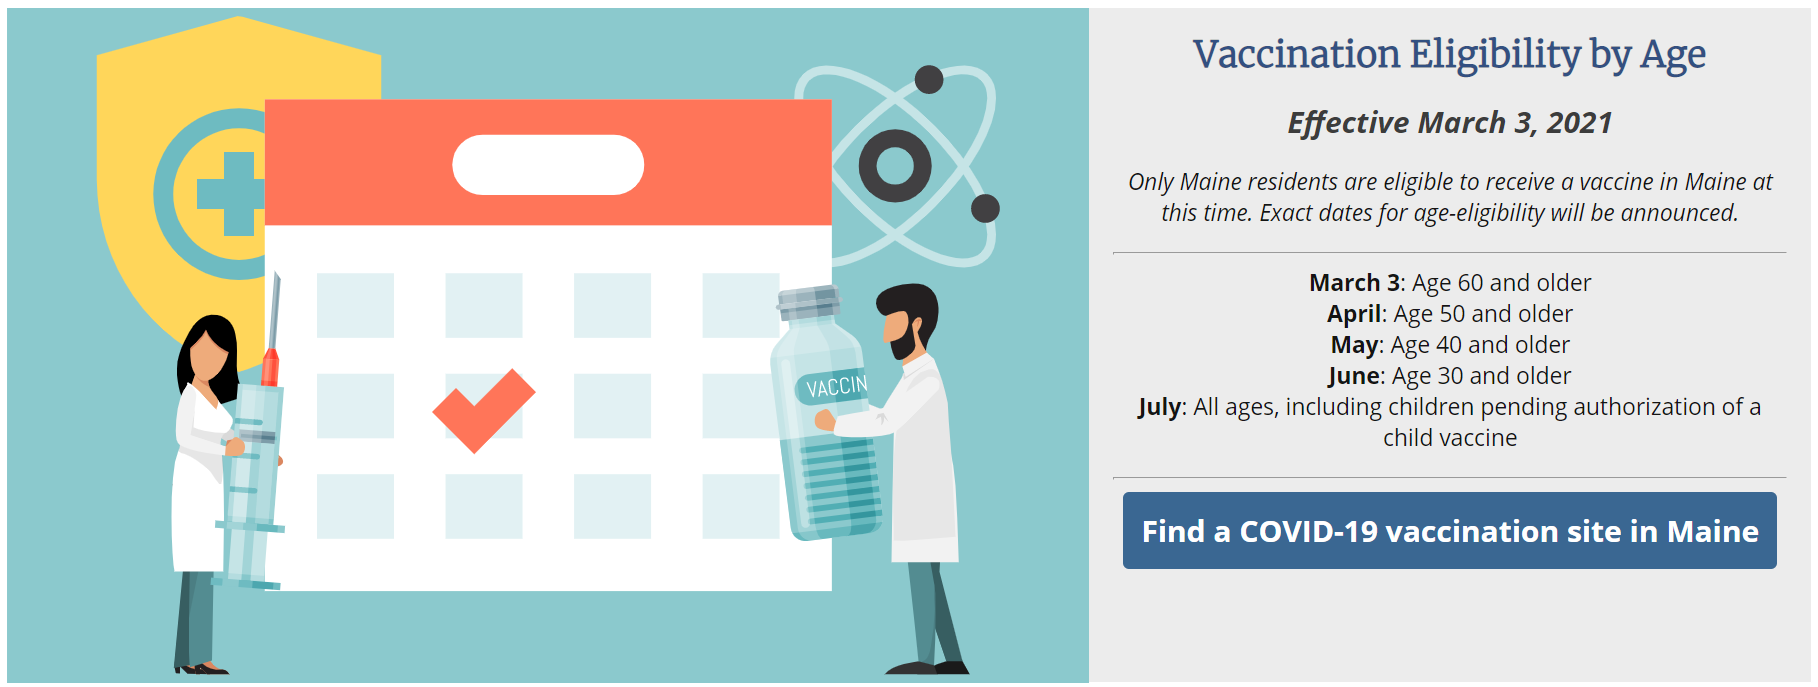 Vaccination Eligibility by Age
Effective March 3, 2021
Only Maine residents are eligible to receive a vaccine in Maine at
this time. Exact dates for age-eligibility will be announced.
March 3: Age 60 and older
April: Age 50 and older
May: Age 40 and older
June: Age 30 and older
July: All ages, including children pending authorization of a
child vaccine
Find a COVID-19 vaccination site in Maine
VACCIN